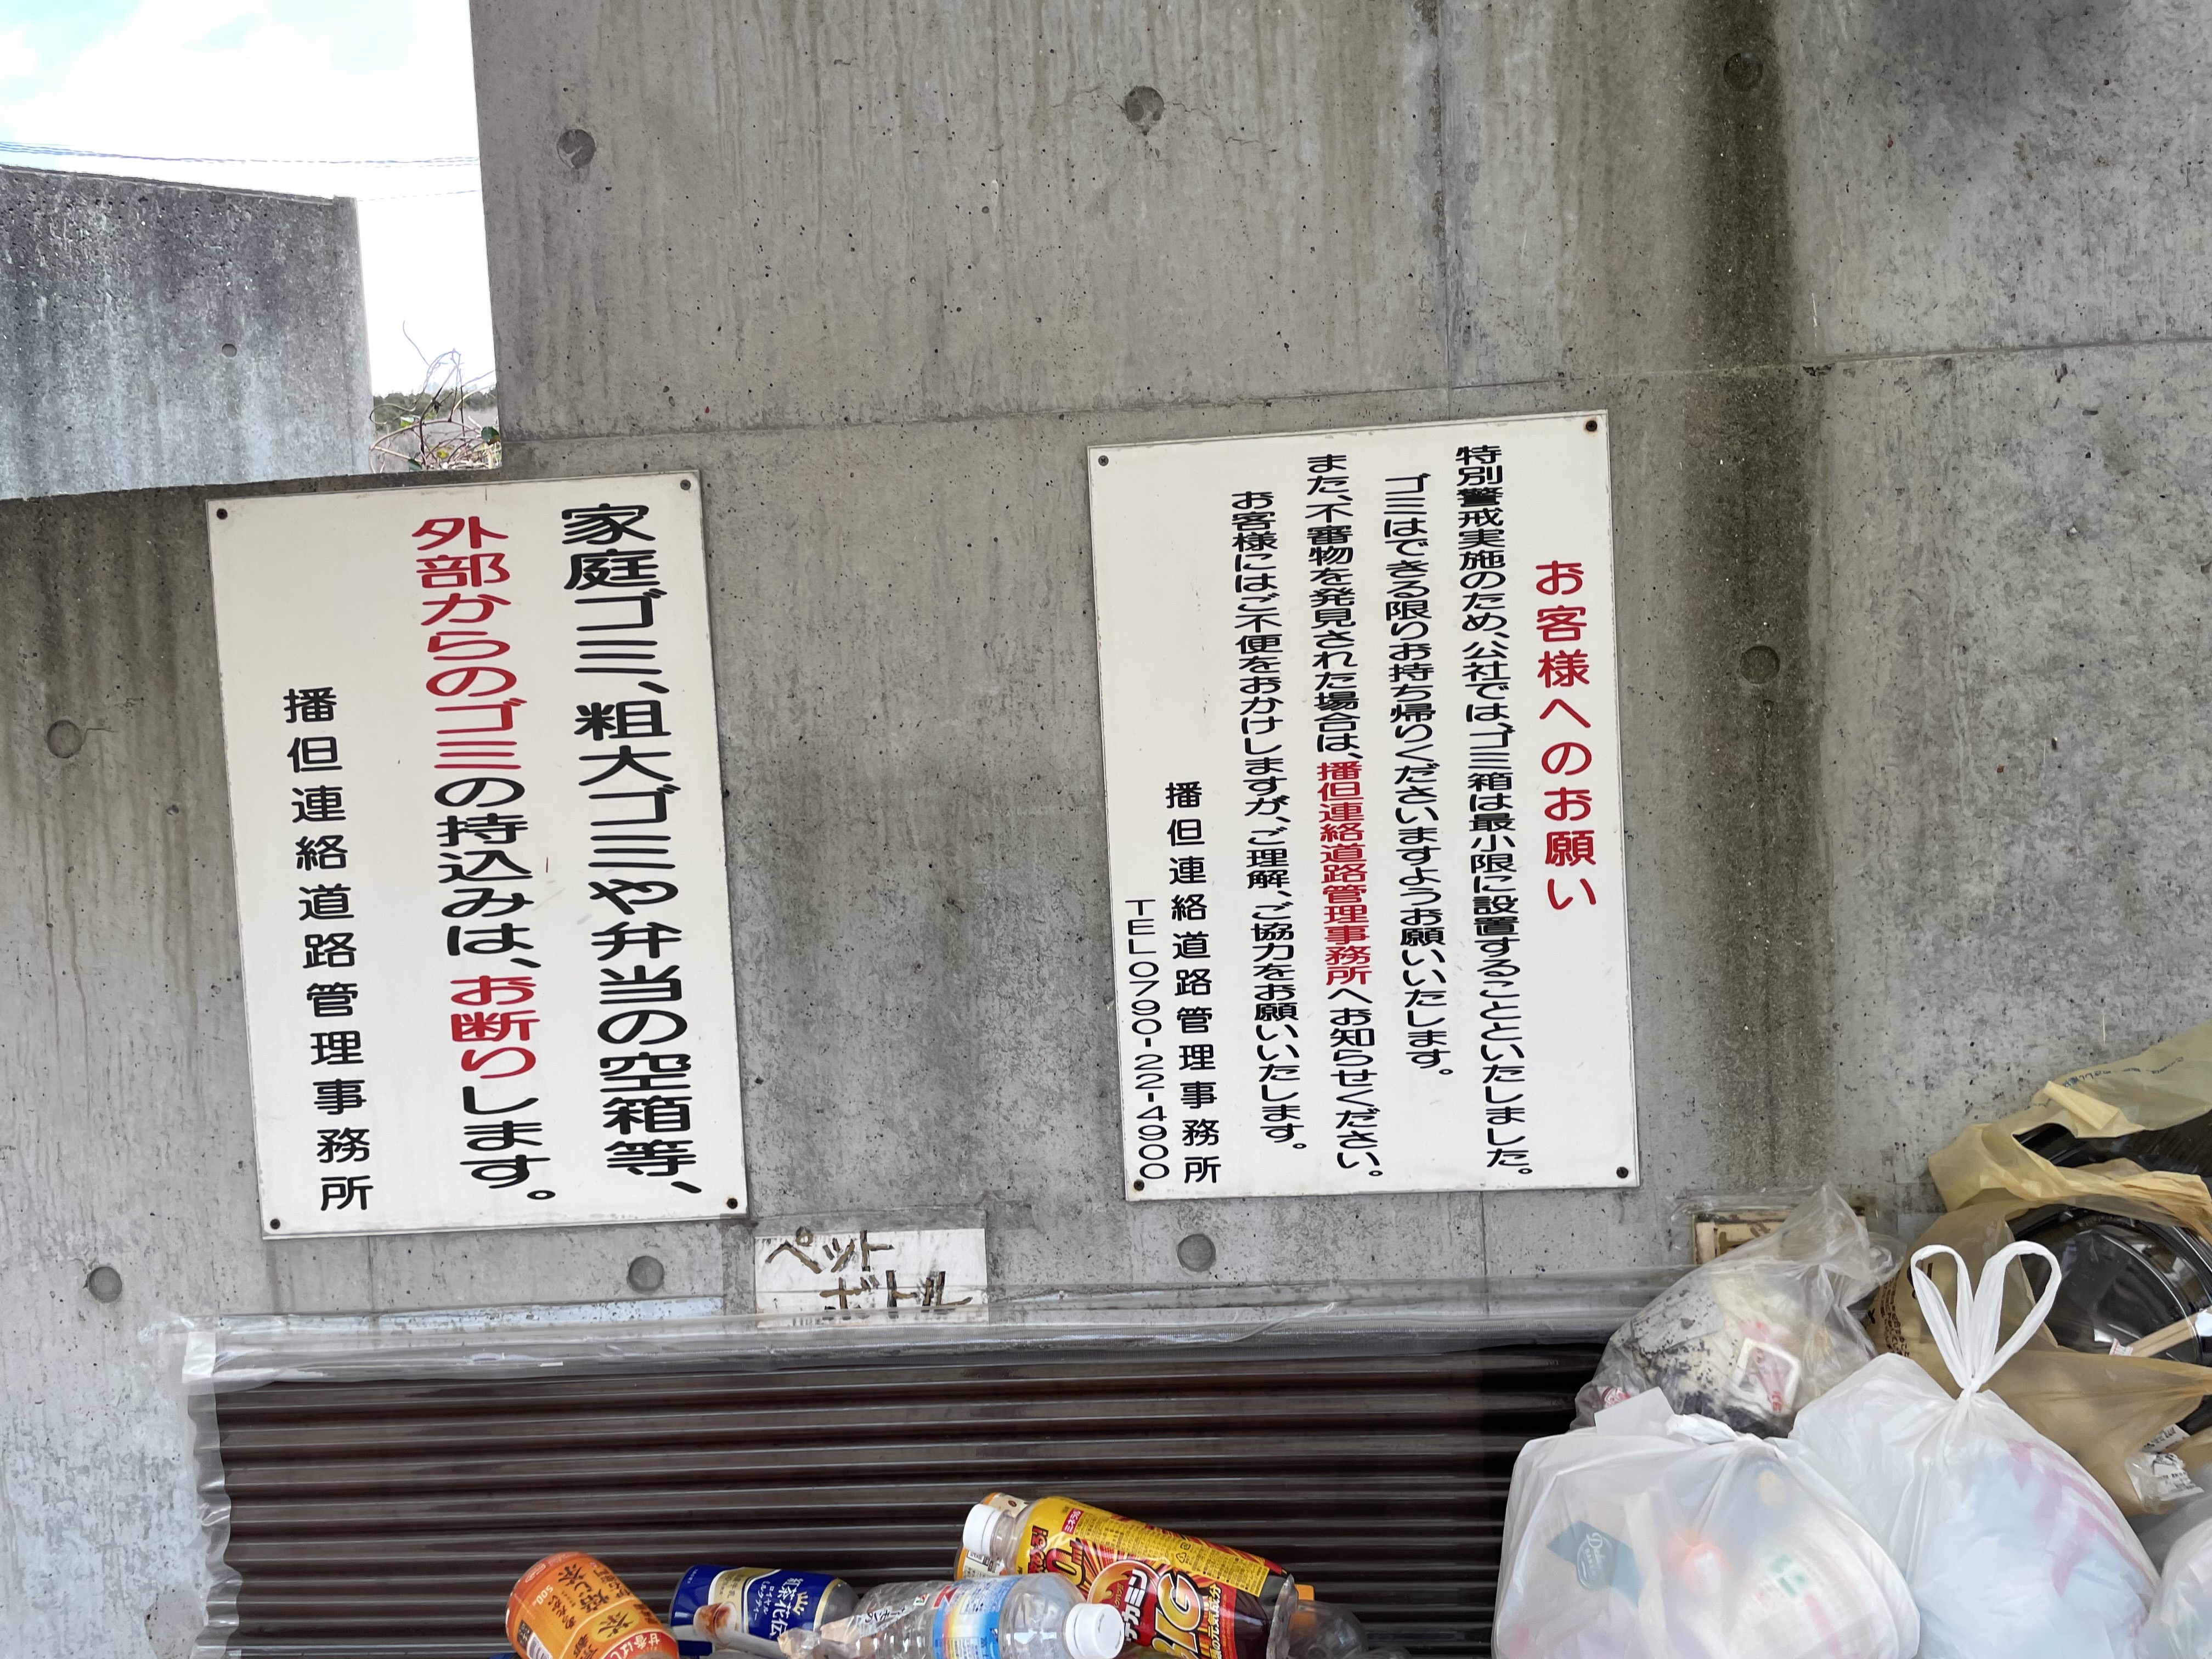 お客様へのお願い
特別警戒実施のため、公社では、ゴミ箱は最小限に設置することといたしました。
ゴミはできる限りお持ち帰りくださいますようお願いいたします。
また、不審物を発見された場合は、播但連絡道路管理事務所へお知らせください。
お客様にはご不便をおかけしますが、ご理解、ご協力をお願いいたします。
播但連絡道路管理事務所
TEL0790-22-4900
家庭ゴミ、粗大ゴミや弁当の空箱等、
外部からのゴミの持込みは、お断りします。
播但連絡道路管理事務所
ペット
ボトル
紅茶花伝